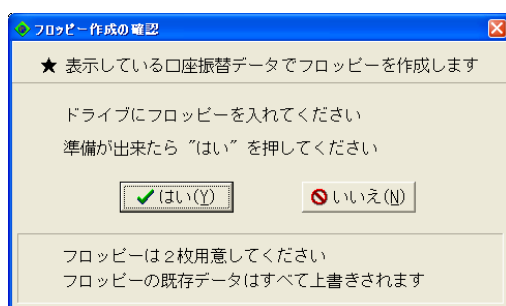 フロッピー作成の確認
★ 表示している口座振替データでフロッピーを作成します
ドライブにフロッピーを入れてください
準備が出来たら ″はい″ を押してください
はい(Y)
いいえ(N)
フロッピーは２枚用意してください
フロッピーの既存データはすべて上書きされます